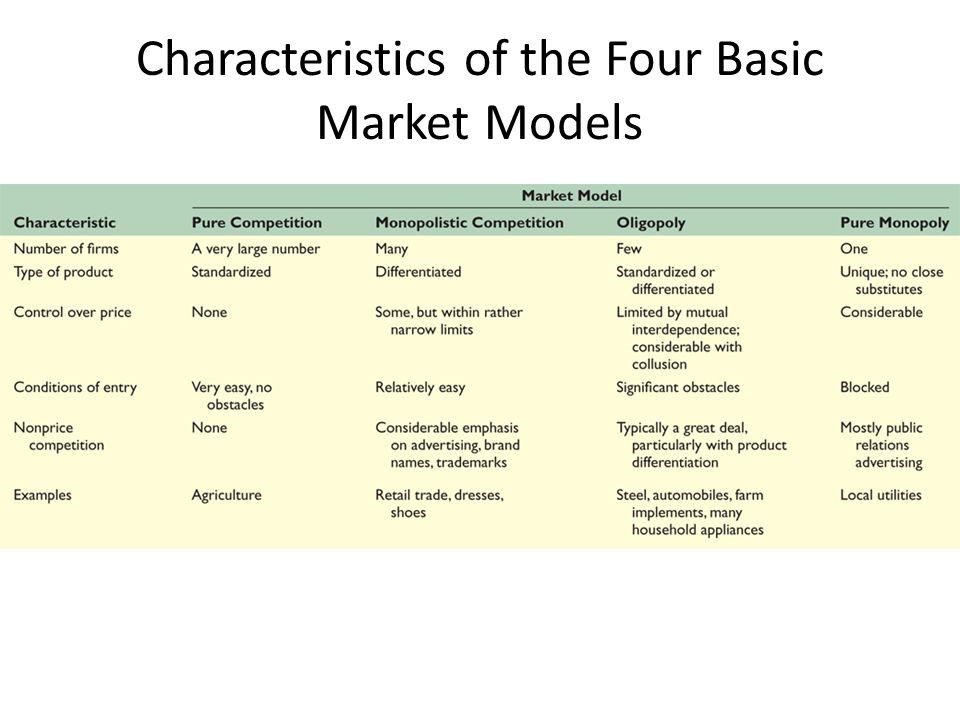 Characteristics of the Four Basic
Market Models
Market Model
Characteristic Pure Competition Monopolistic Competition Oligopoly Pure Monopoly
Number of firms A very large number Many Few One
Type of product Standardized Differentiated Standardized or Unique; no close
differentiated substitutes
Control over price None Some, but within rather Limited by mutual Considerable
narrow limits interdependence;
considerable with
collusion
Conditions of entry Very easy, no Relatively easy Significant obstacles Blocked
obstacles
Nonprice None Considerable emphasis Typically a great deal, Mostly public
competition on advertising, brand particularly with product relations
names, trademarks differentiation advertising
Examples Agriculture Retail trade, dresses, Steel, automobiles, farm Local utilities
shoes implements, many
household appliances